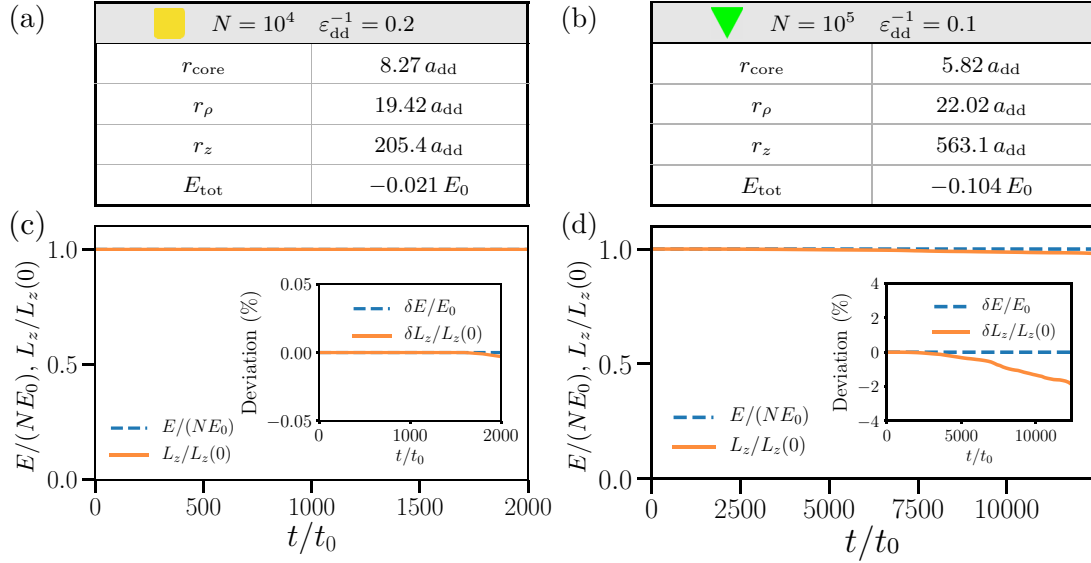 (a)
N = 10^4 ε_dd^−1 = 0.2
r_core 8.27 a_dd
r_ρ 19.42 a_dd
r_z 205.4 a_dd
E_tot −0.021 E_0
(b)
N = 10^5 ε_dd^−1 = 0.1
r_core 5.82 a_dd
r_ρ 22.02 a_dd
r_z 563.1 a_dd
E_tot −0.104 E_0
(c)
E/(NE_0), L_z/L_z(0)
1.0
0.5
0.0
0 500 1000 1500 2000
t/t_0
E/(NE_0)
L_z/L_z(0)
Deviation (%)
0.05
0.00
−0.05
0 1000 2000
t/t_0
δE/E_0
δL_z/L_z(0)
(d)
E/(NE_0), L_z/L_z(0)
1.0
0.5
0.0
0 2500 5000 7500 10000
t/t_0
E/(NE_0)
L_z/L_z(0)
Deviation (%)
4
2
0
−2
−4
0 5000 10000
t/t_0
δE/E_0
δL_z/L_z(0)